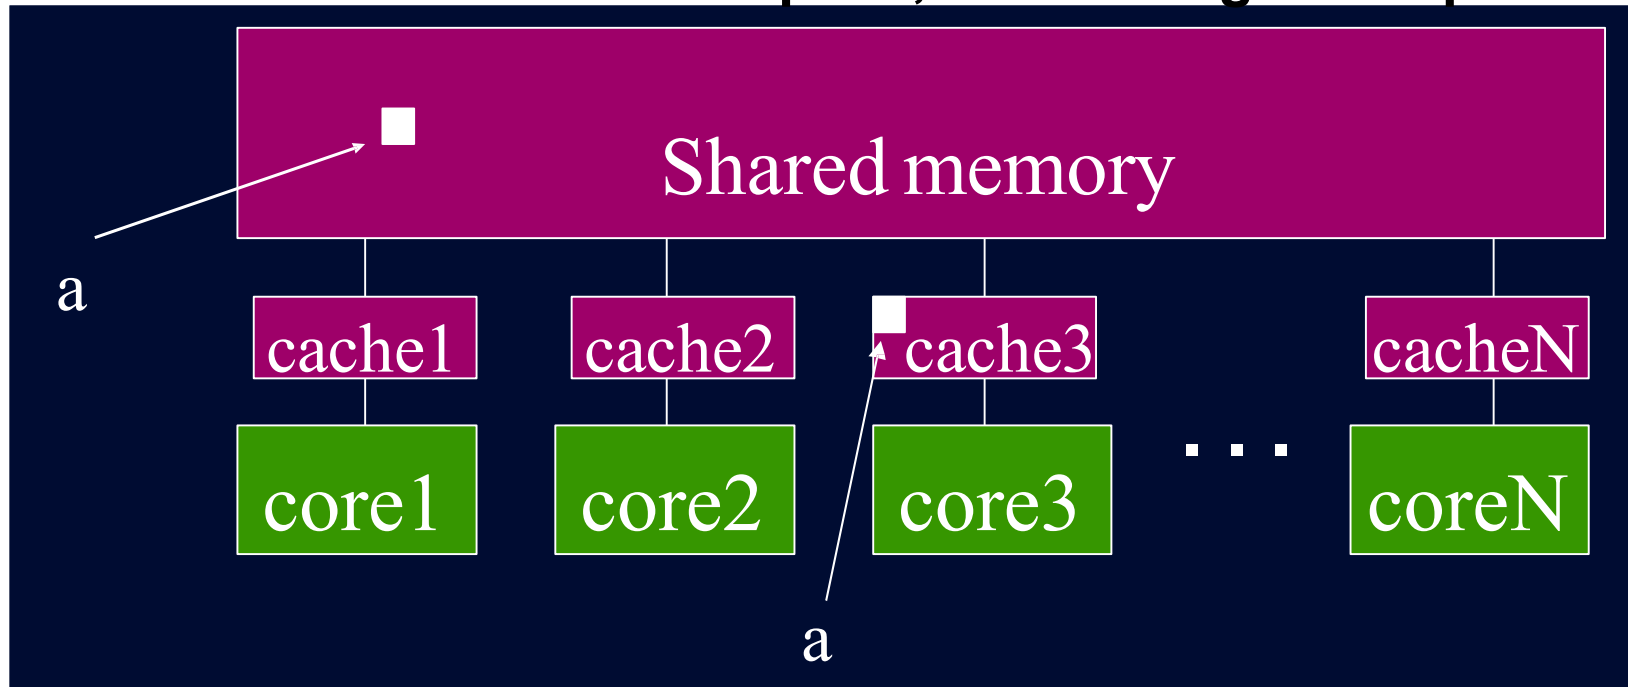 Shared memory
a
cache1 cache2 cache3 cacheN
core1 core2 core3 . . . coreN
a